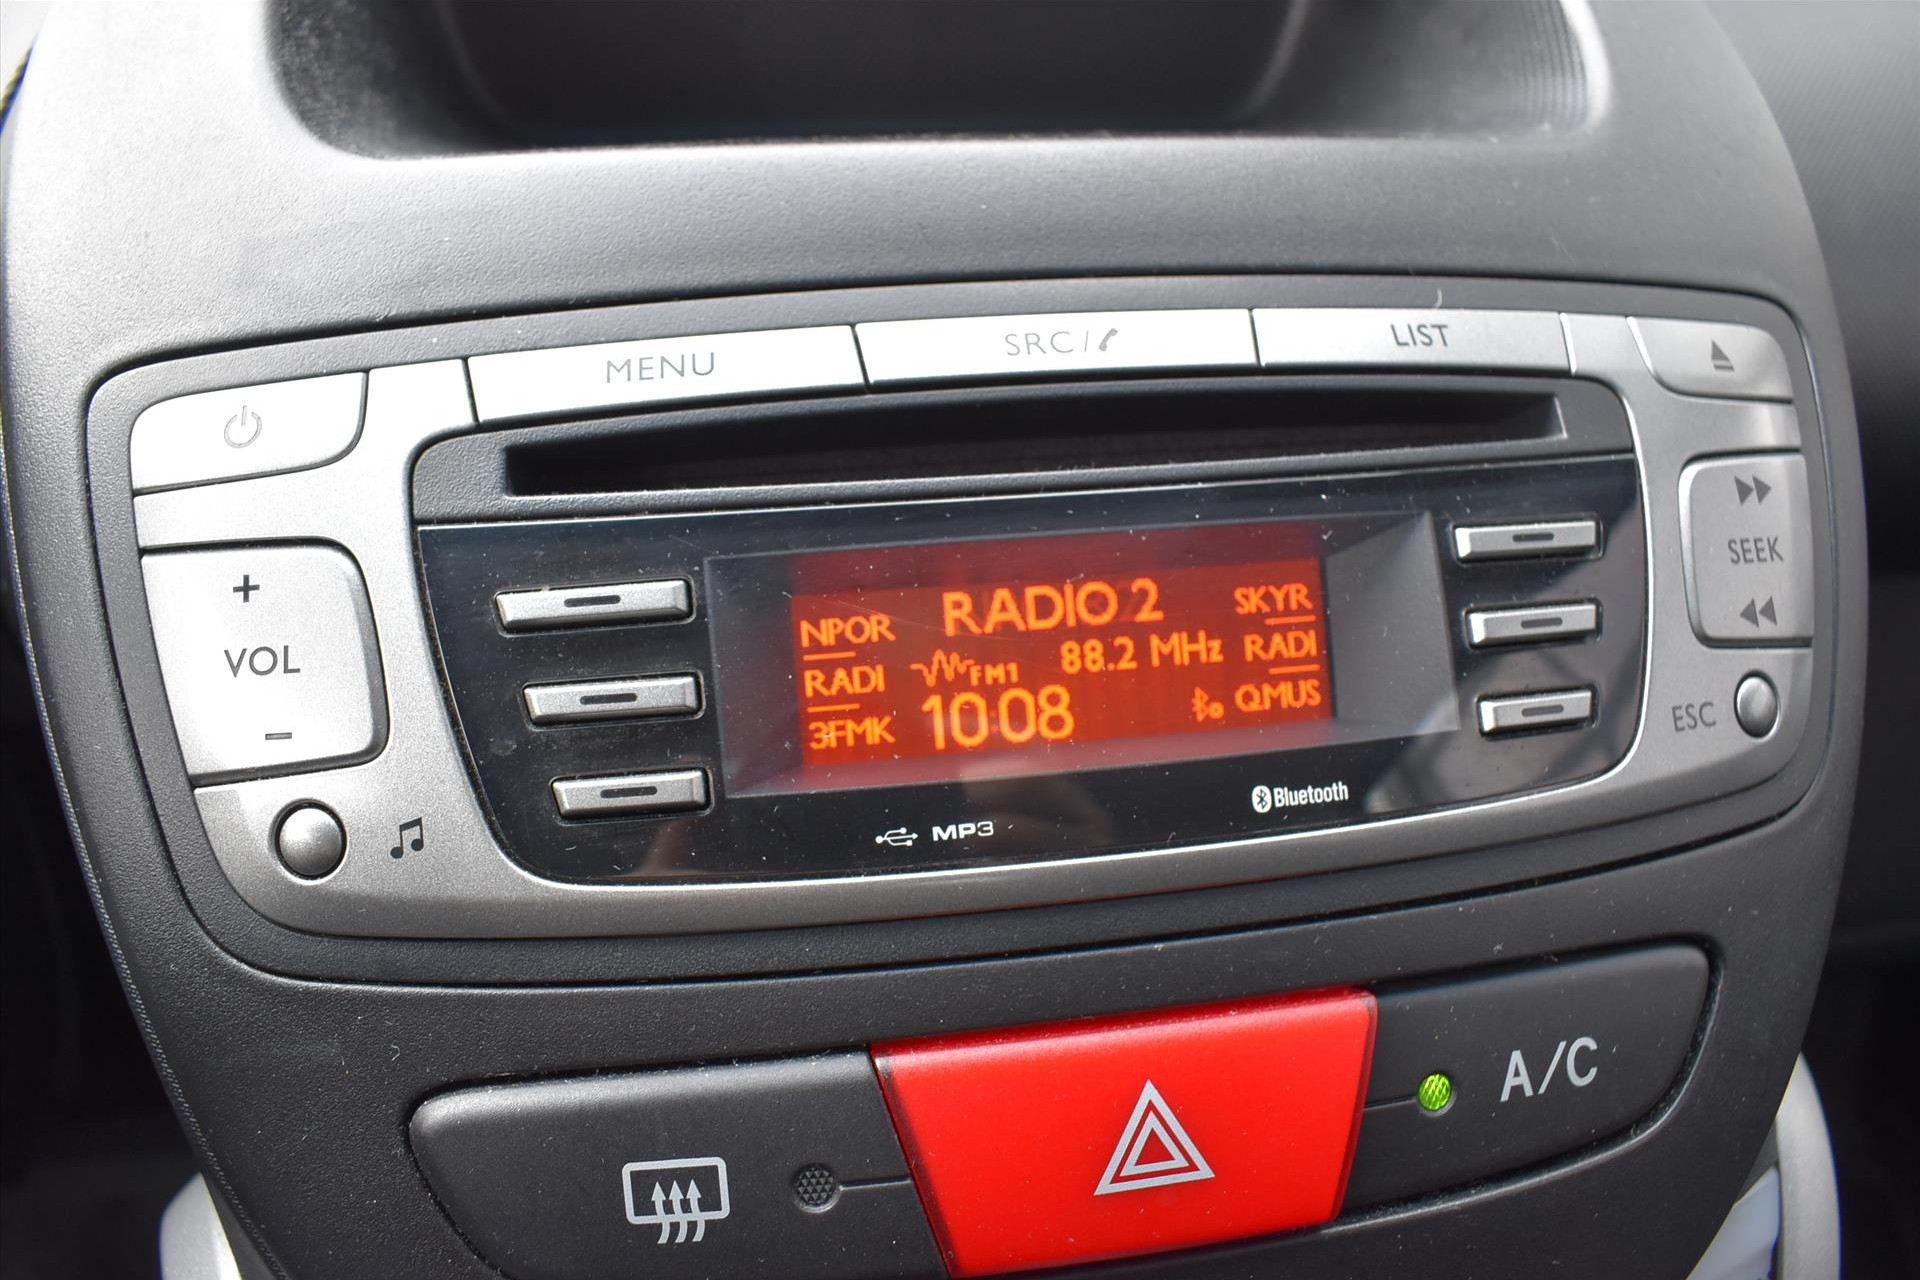 MENU
SRC/
LIST
+
VOL
-
SEEK
ESC
NPOR
RADI
3FMK
RADIO 2
88.2 MHz
FM1
10:08
SKYR
RADI
QMUS
MP3
Bluetooth
A/C